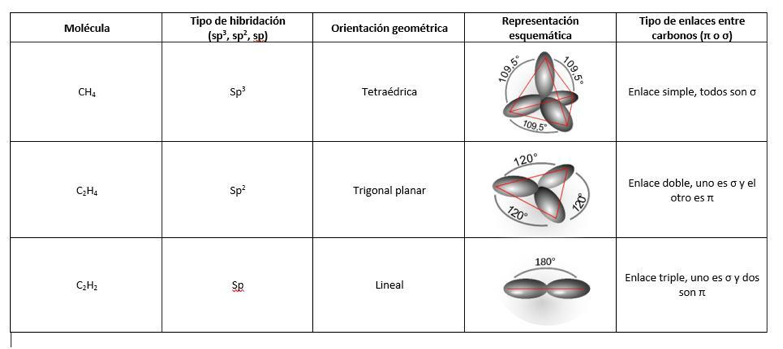 Molécula
Tipo de hibridación
(sp³, sp², sp)
Orientación geométrica
Representación
esquemática
Tipo de enlaces entre
carbonos (π o σ)
CH₄
Sp³
Tetraédrica
109,5°
109,5°
109,5°
Enlace simple, todos son σ
C₂H₄
Sp²
Trigonal planar
120°
120°
120°
Enlace doble, uno es σ y el
otro es π
C₂H₂
Sp
Lineal
180°
Enlace triple, uno es σ y dos
son π